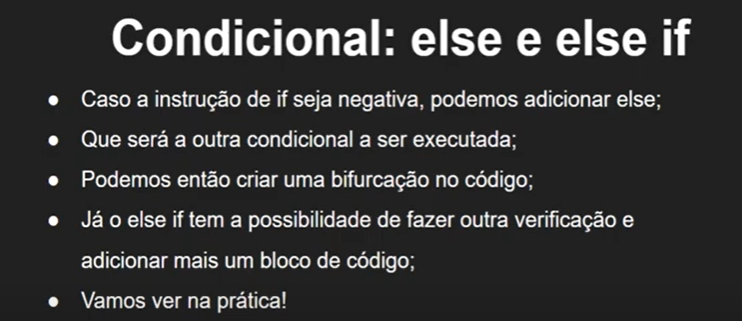 Condicional: else e else if
● Caso a instrução de if seja negativa, podemos adicionar else;
● Que será a outra condicional a ser executada;
● Podemos então criar uma bifurcação no código;
● Já o else if tem a possibilidade de fazer outra verificação e
adicionar mais um bloco de código;
● Vamos ver na prática!